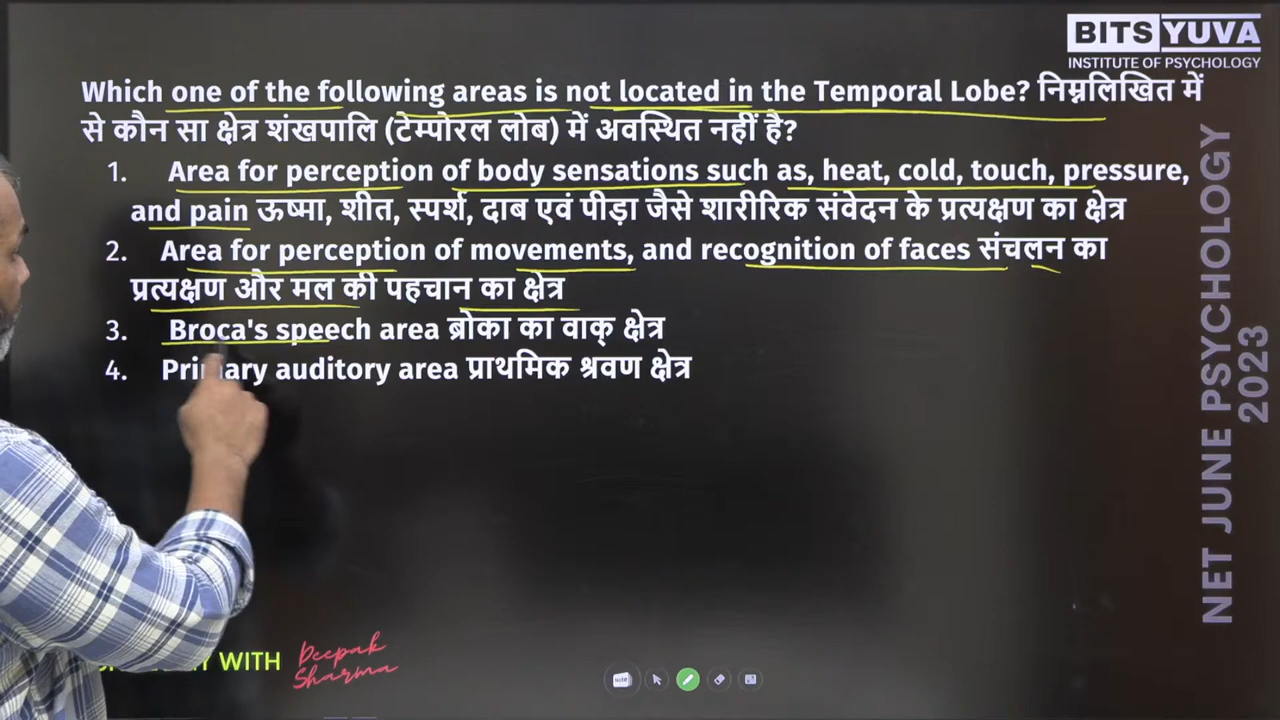 BITS YUVA
INSTITUTE OF PSYCHOLOGY
Which one of the following areas is not located in the Temporal Lobe? निम्नलिखित में
से कौन सा क्षेत्र शंखपालि (टेम्पोरल लोब) में अवस्थित नहीं है?
1. Area for perception of body sensations such as, heat, cold, touch, pressure,
and pain ऊष्मा, शीत, स्पर्श, दाब एवं पीड़ा जैसे शारीरिक संवेदन के प्रत्यक्षण का क्षेत्र
2. Area for perception of movements, and recognition of faces संचलन का
प्रत्यक्षण और मल की पहचान का क्षेत्र
3. Broca's speech area ब्रोका का वाक् क्षेत्र
4. Primary auditory area प्राथमिक श्रवण क्षेत्र
NET JUNE PSYCHOLOGY
2023
WITH Deepak
Sharma
Note